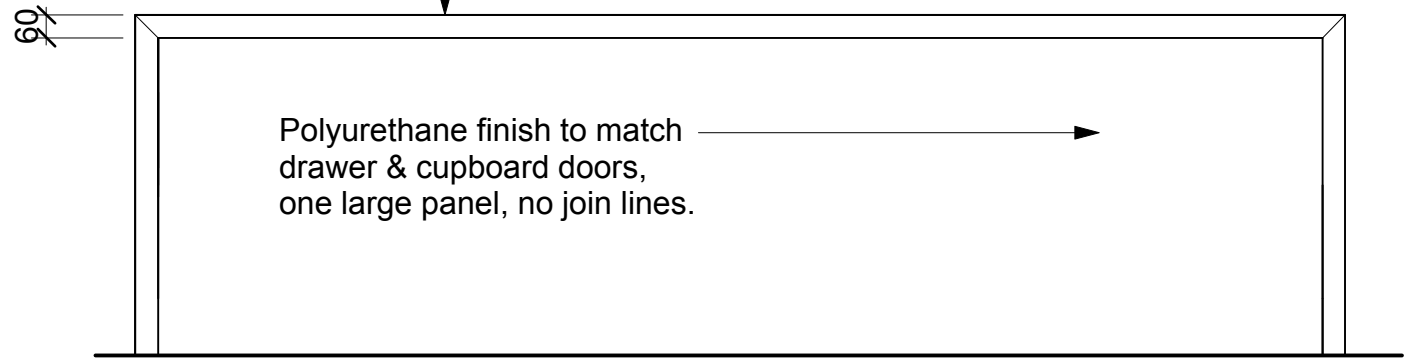 60
Polyurethane finish to match
drawer & cupboard doors,
one large panel, no join lines.